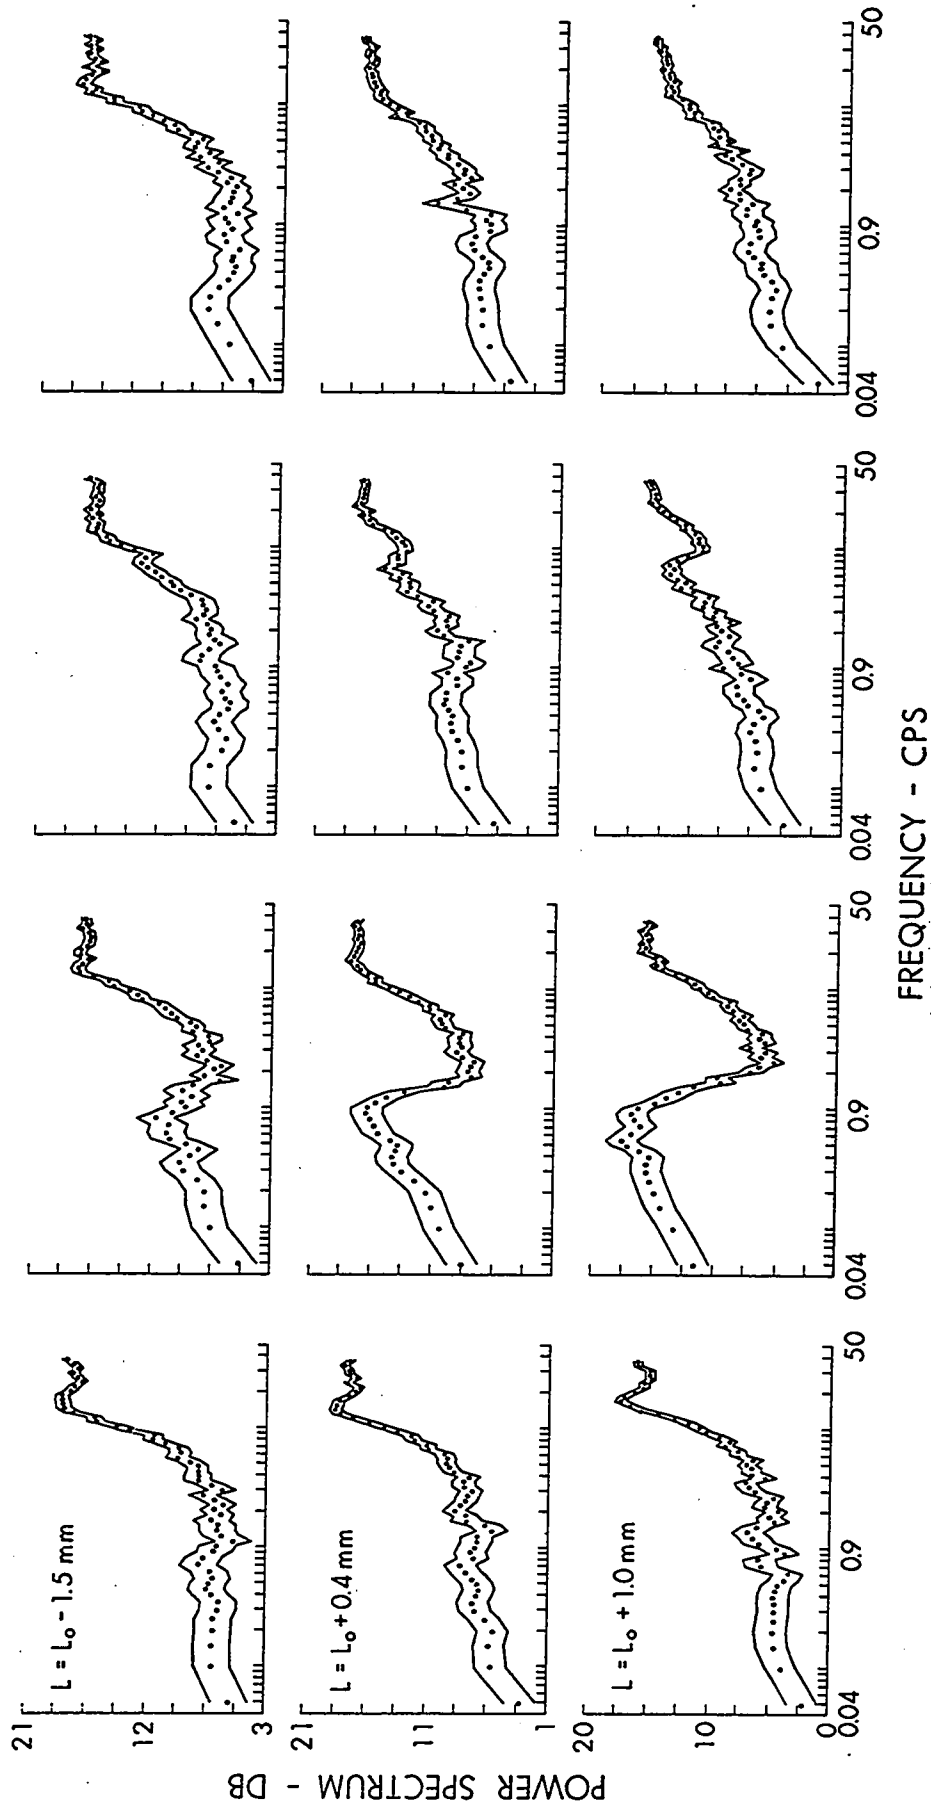 POWER SPECTRUM - DB
21
12
3
L = L₀ - 1.5 mm
21
11
1
L = L₀ + 0.4 mm
20
10
0
L = L₀ + 1.0 mm
0.04 0.9 50
0.04 0.9 50
0.04 0.9 50
0.04 0.9 50
FREQUENCY - CPS